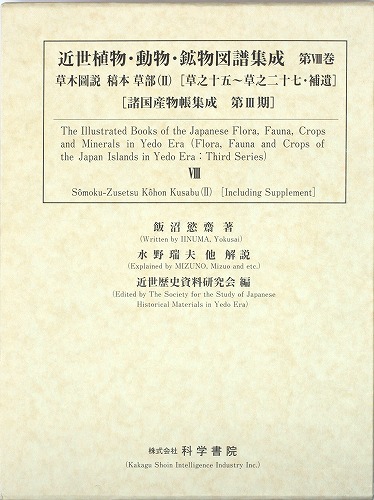 近世植物・動物・鉱物図譜集成 第Ⅷ巻
草木圖説 稿本 草部(Ⅱ) [草之十五～草之二十七・補遺]
[諸国産物帳集成 第Ⅲ期]
The Illustrated Books of the Japanese Flora, Fauna, Crops
and Minerals in Yedo Era (Flora, Fauna and Crops of
the Japan Islands in Yedo Era : Third Series)
Ⅷ
Sômoku-Zusetsu Kôhon Kusabu(Ⅱ) [Including Supplement]
飯沼慾齋 著
(Written by IINUMA, Yokusai)
水野瑞夫 他 解説
(Explained by MIZUNO, Mizuo and etc.)
近世歴史資料研究会 編
(Edited by The Society for the Study of Japanese
Historical Materials in Yedo Era)
株式会社 科学書院
(Kakagu Shoin Intelligence Industry Inc.)